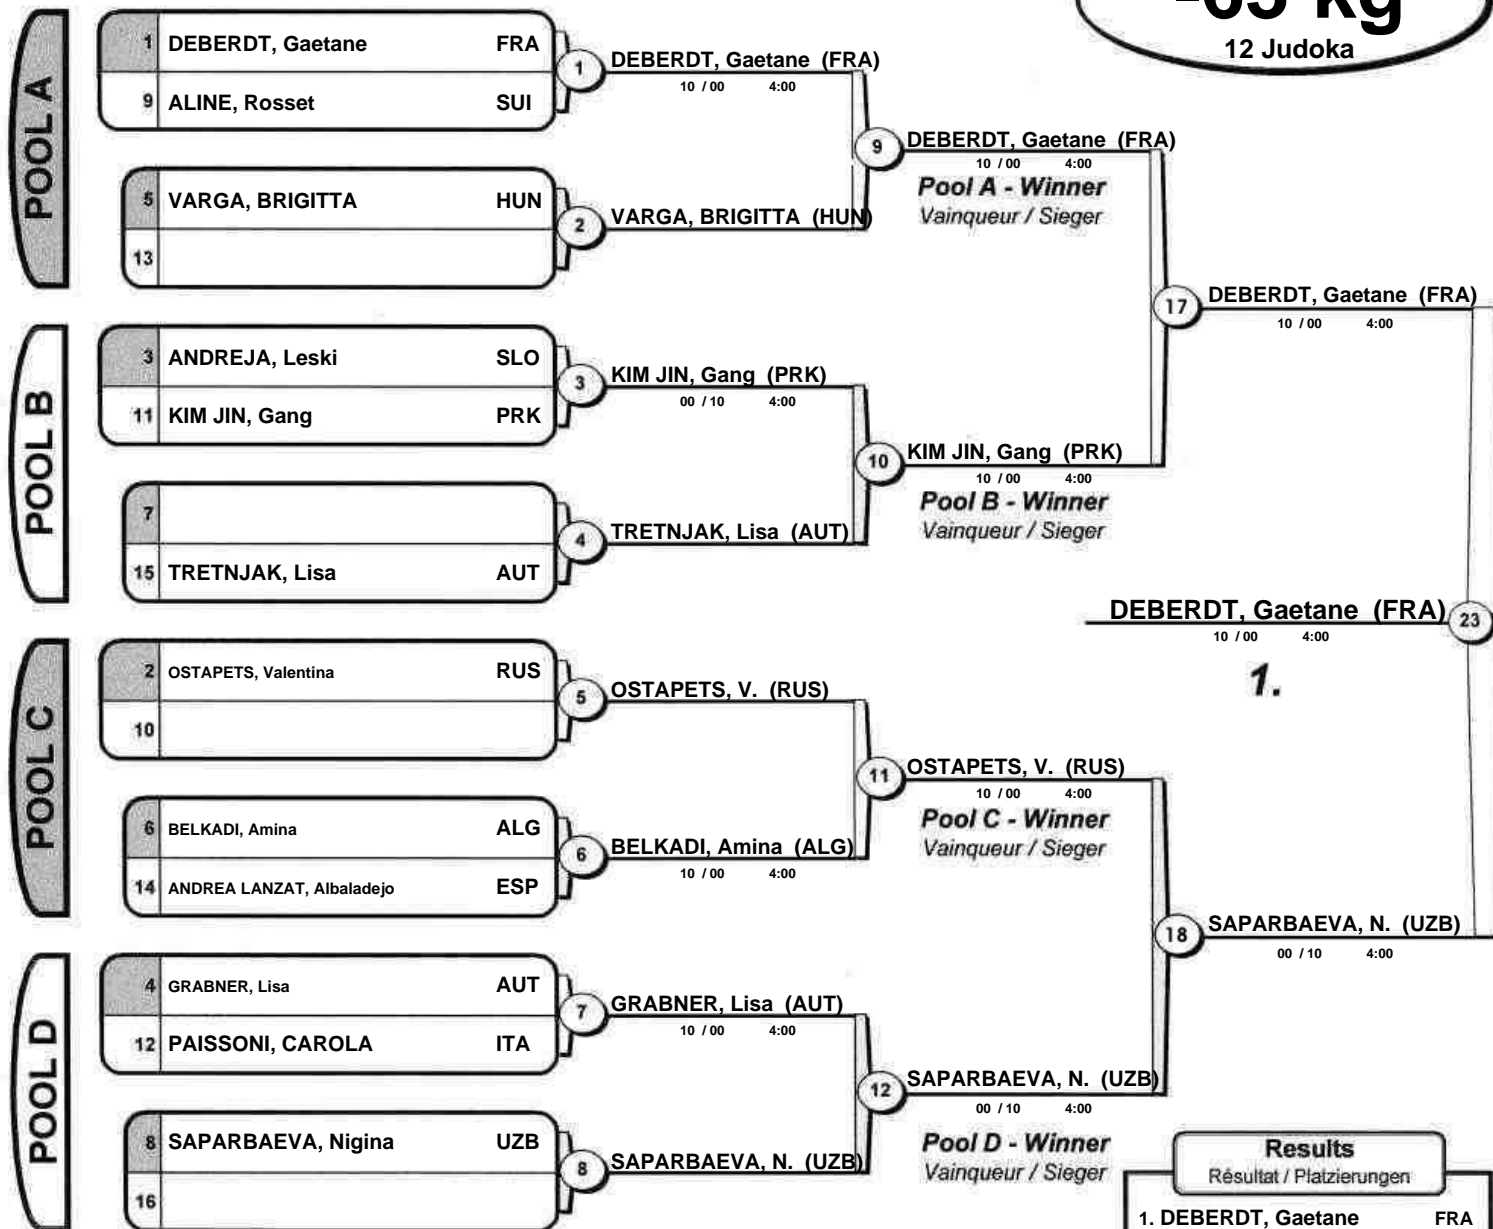 -63 kg
12 Judoka
POOL A
1 DEBERDT, Gaetane FRA
9 ALINE, Rosset SUI
5 VARGA, BRIGITTA HUN
13
1 DEBERDT, Gaetane (FRA)
10 / 00 4:00
2 VARGA, BRIGITTA (HUN)
9 DEBERDT, Gaetane (FRA)
10 / 00 4:00
Pool A - Winner
Vainqueur / Sieger
POOL B
3 ANDREJA, Leski SLO
11 KIM JIN, Gang PRK
7
15 TRETNJAK, Lisa AUT
3 KIM JIN, Gang (PRK)
00 / 10 4:00
4 TRETNJAK, Lisa (AUT)
10 KIM JIN, Gang (PRK)
10 / 00 4:00
Pool B - Winner
Vainqueur / Sieger
17 DEBERDT, Gaetane (FRA)
10 / 00 4:00
DEBERDT, Gaetane (FRA) 23
10 / 00 4:00
1.
POOL C
2 OSTAPETS, Valentina RUS
10
6 BELKADI, Amina ALG
14 ANDREA LANZAT, Albaladejo ESP
5 OSTAPETS, V. (RUS)
6 BELKADI, Amina (ALG)
10 / 00 4:00
11 OSTAPETS, V. (RUS)
10 / 00 4:00
Pool C - Winner
Vainqueur / Sieger
POOL D
4 GRABNER, Lisa AUT
12 PAISSONI, CAROLA ITA
8 SAPARBAEVA, Nigina UZB
16
7 GRABNER, Lisa (AUT)
10 / 00 4:00
8 SAPARBAEVA, N. (UZB)
12 SAPARBAEVA, N. (UZB)
00 / 10 4:00
Pool D - Winner
Vainqueur / Sieger
18 SAPARBAEVA, N. (UZB)
00 / 10 4:00
Results
Résultat / Platzierungen
1. DEBERDT, Gaetane FRA